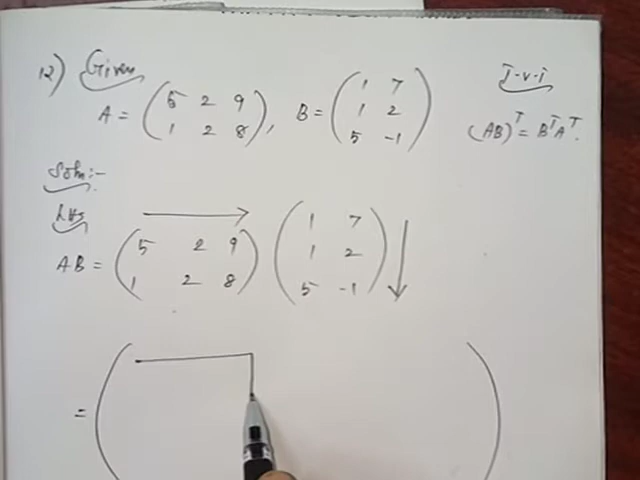 12) Given
A = ( 5 2 9 1 2 8 ), B = ( 1 7 1 2 5 -1 )
T-v-i
(AB)ᵀ = BᵀAᵀ.
Soln:-
LHS
AB = ( 5 2 9 1 2 8 ) ( 1 7 1 2 5 -1 )
= ( )